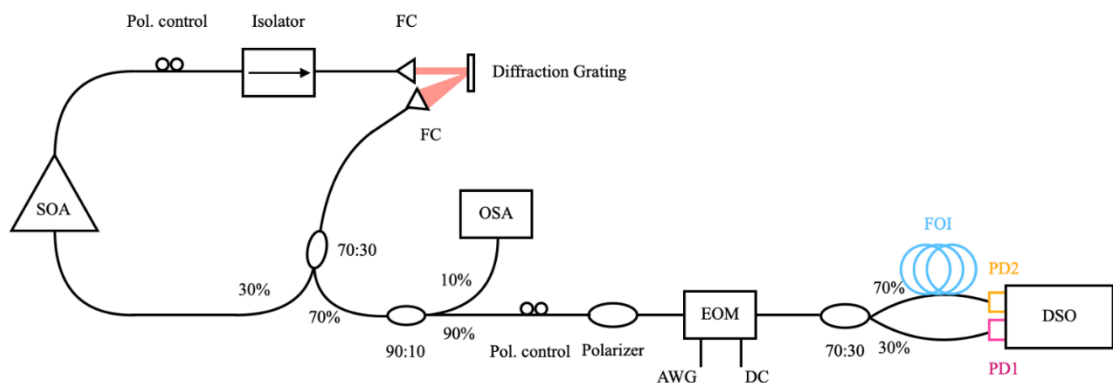 Pol. control
Isolator
FC
Diffraction Grating
FC
SOA
OSA
FOI
70:30
PD2
30%
10%
70%
70%
EOM
DSO
90%
30%
90:10
Pol. control
Polarizer
70:30
PD1
AWG
DC